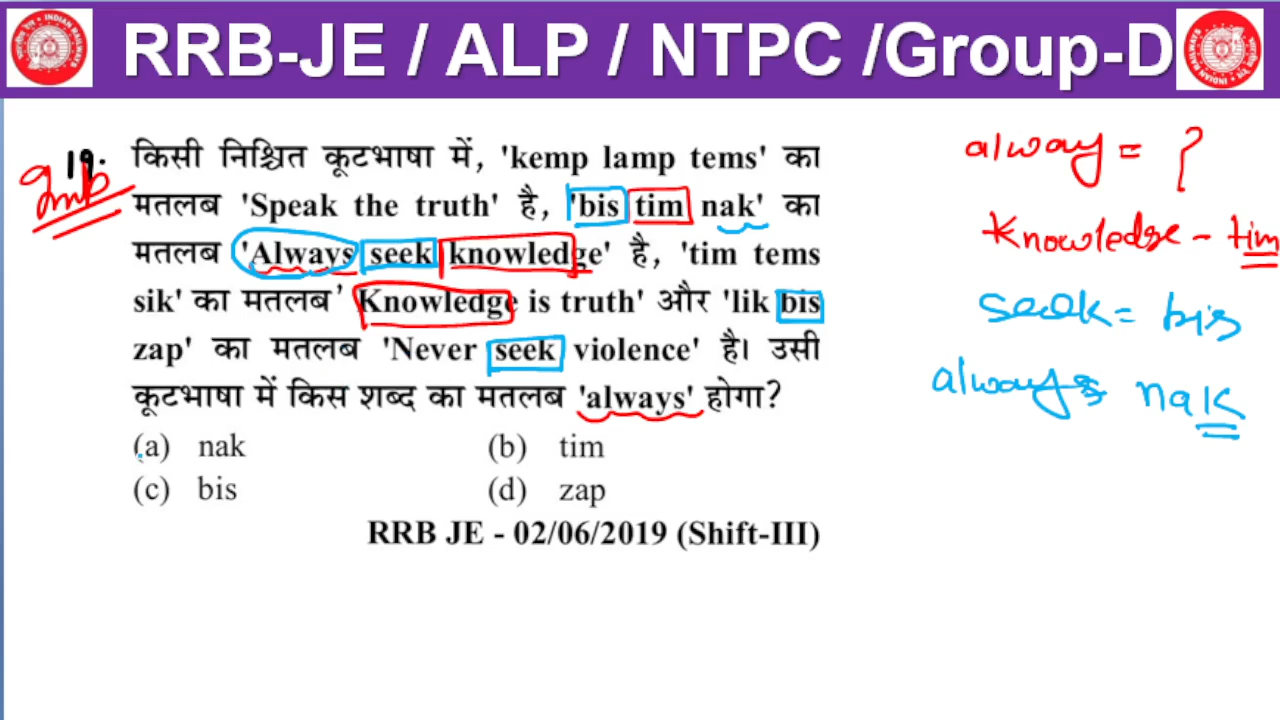 RRB-JE / ALP / NTPC /Group-D
19. किसी निश्चित कूटभाषा में, 'kemp lamp tems' का
Imp
मतलब 'Speak the truth' है, 'bis tim nak' का
मतलब 'Always seek knowledge' है, 'tim tems
sik' का मतलब' Knowledge is truth' और 'lik bis
zap' का मतलब 'Never seek violence' है। उसी
कूटभाषा में किस शब्द का मतलब 'always' होगा?
(a) nak (b) tim
(c) bis (d) zap
RRB JE - 02/06/2019 (Shift-III)
alway = ?
Knowledge - tim
seek = bis
always nak